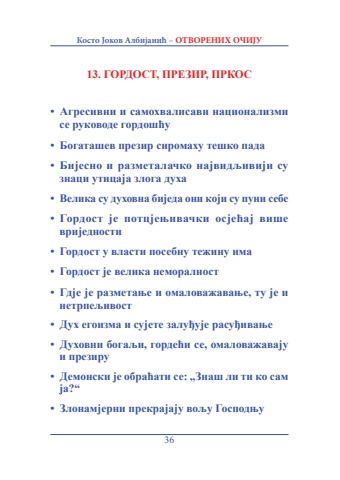 Косто Јоков Албијанић – ОТВОРЕНИХ ОЧИЈУ
13. ГОРДОСТ, ПРЕЗИР, ПРКОС
• Агресивни и самохвалисави национализми
се руководе гордошћу
• Богаташев презир сиромаху тешко пада
• Бијесно и разметалачко највидљивији су
знаци утицаја злога духа
• Велика су духовна биједа они који су пуни себе
• Гордост је потцјењивачки осјећај више
вриједности
• Гордост у власти посебну тежину има
• Гордост је велика неморалност
• Гдје је разметање и омаловажавање, ту је и
нетрпељивост
• Дух егоизма и сујете залуђује расуђивање
• Духовни богаљи, гордећи се, омаловажавају
и презиру
• Демонски је обраћати се: „Знаш ли ти ко сам
ја?“
• Злонамјерни прекрајају вољу Господњу
36